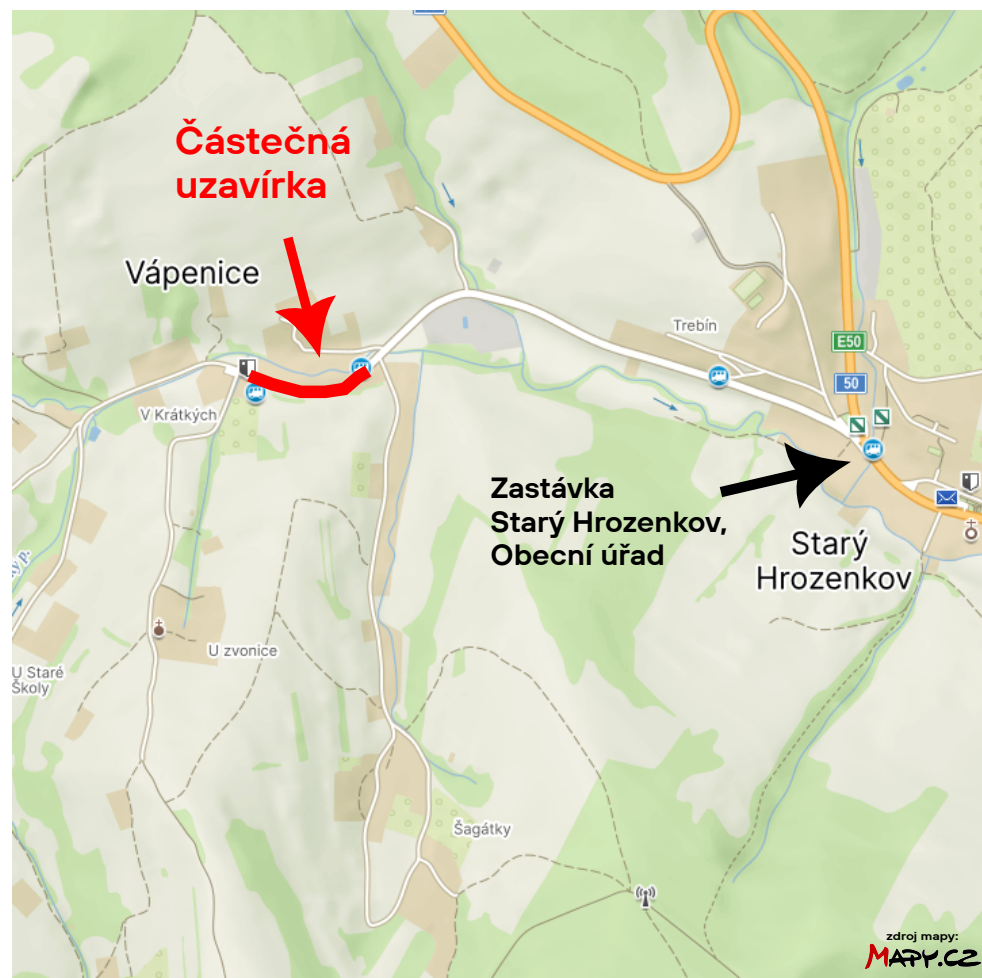 Částečná
uzavírka
Vápenice
Trebín
E50
50
V Krátkých
Zastávka
Starý Hrozenkov,
Obecní úřad
Starý
Hrozenkov
U zvonice
U Staré
Školy
Šagátky
zdroj mapy:
MAPY.CZ